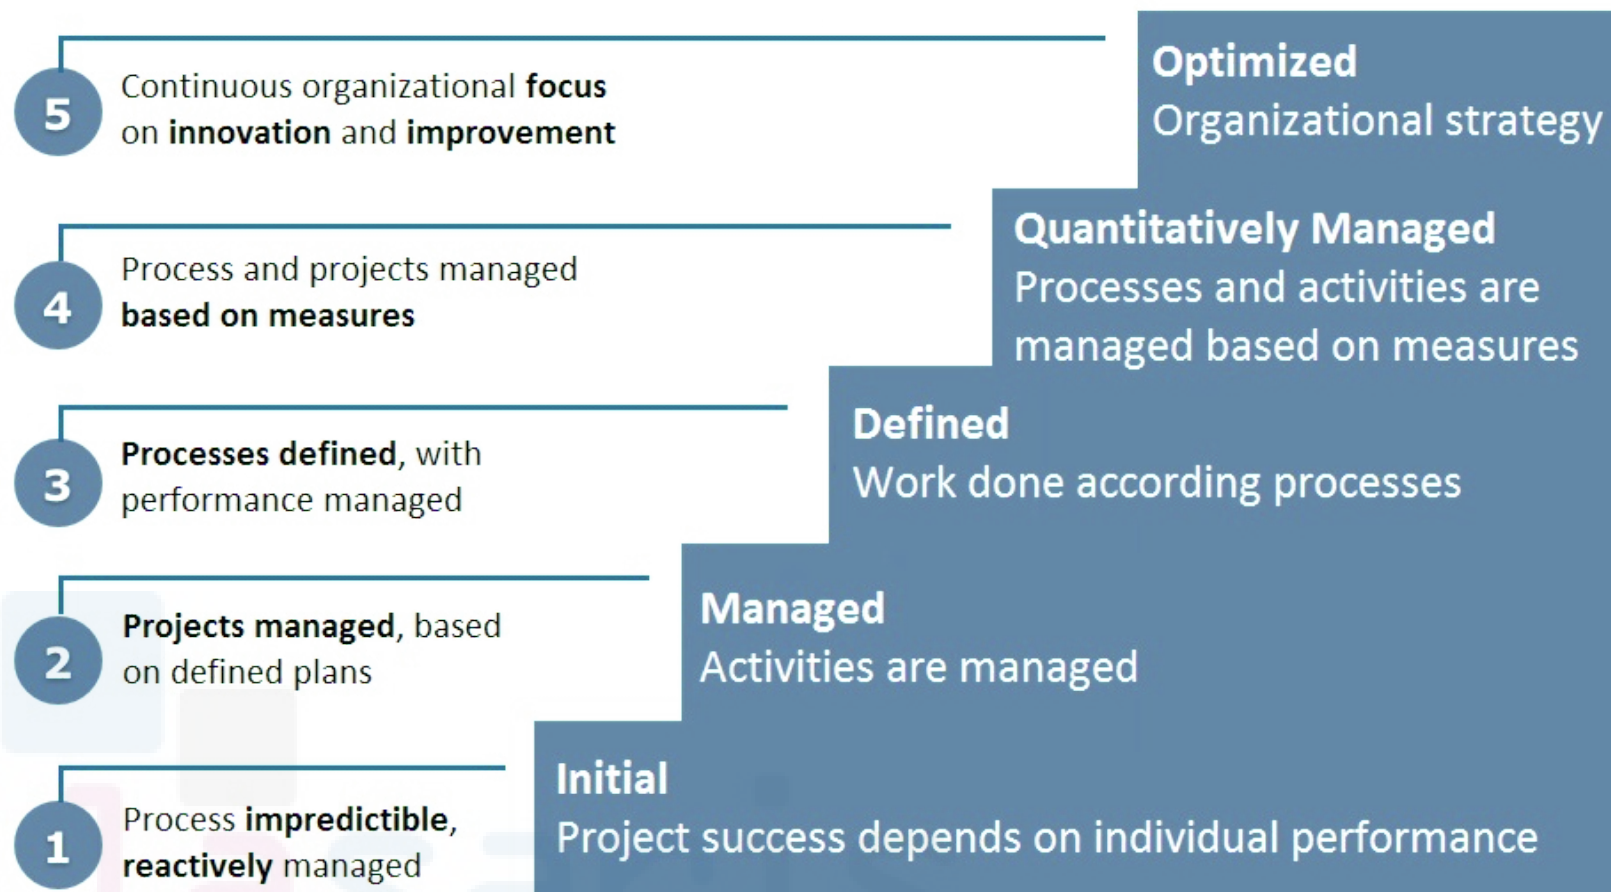 5
Continuous organizational focus
on innovation and improvement
Optimized
Organizational strategy
4
Process and projects managed
based on measures
Quantitatively Managed
Processes and activities are
managed based on measures
3
Processes defined, with
performance managed
Defined
Work done according processes
2
Projects managed, based
on defined plans
Managed
Activities are managed
1
Process impredictible,
reactively managed
Initial
Project success depends on individual performance